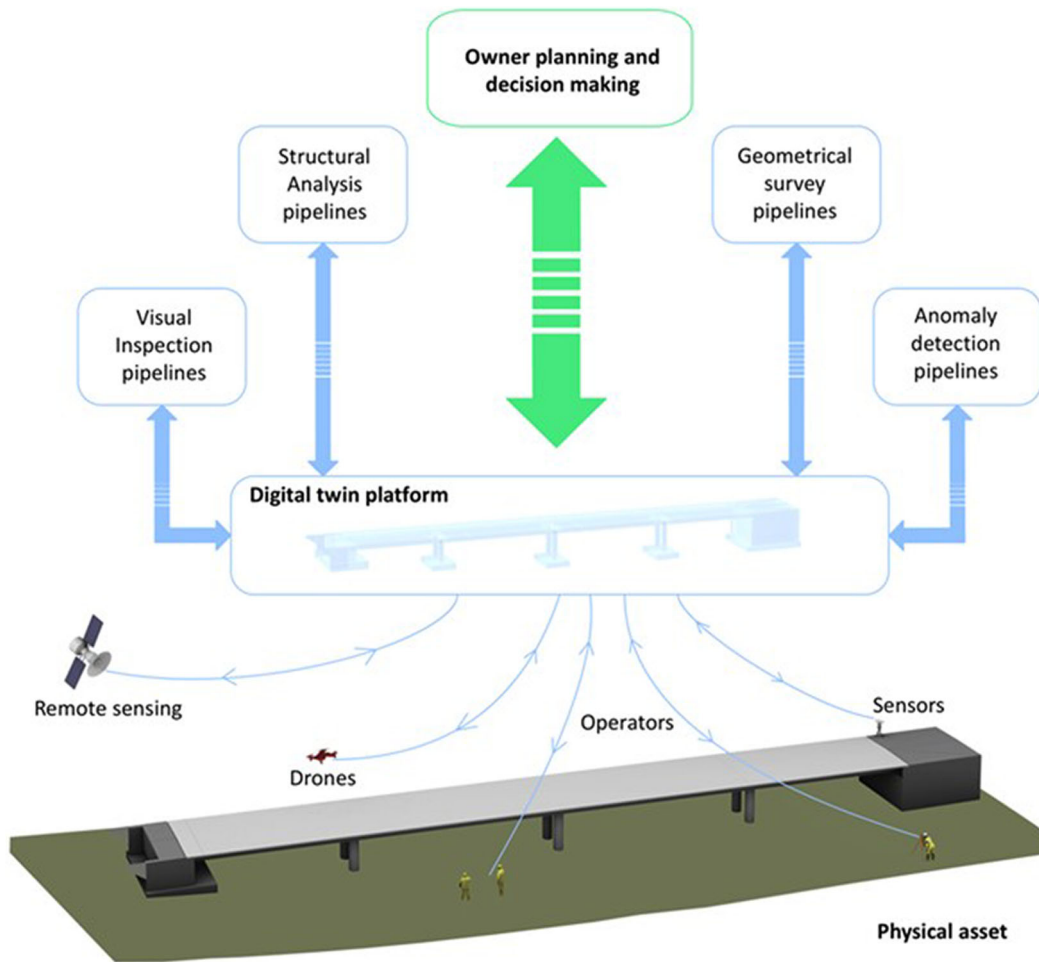 Owner planning and
decision making
Structural
Analysis
pipelines
Geometrical
survey
pipelines
Visual
Inspection
pipelines
Anomaly
detection
pipelines
Digital twin platform
Remote sensing
Drones
Operators
Sensors
Physical asset